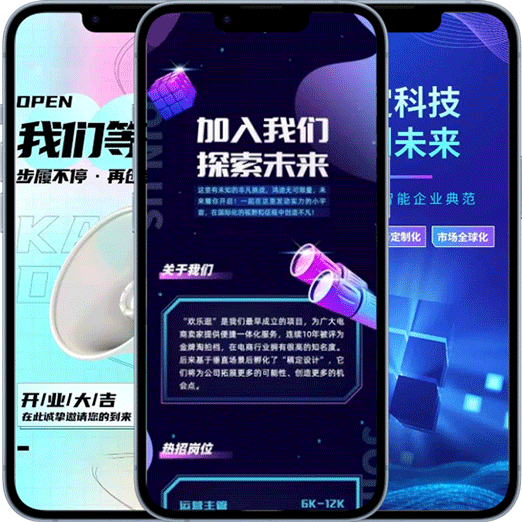 OPEN
我们等
步履不停·再创
KA
D
开/业/大/吉
在此诚挚邀请您的到来
JOIN US
加入我们
探索未来
这里有未知的非凡挑战，鸿途无可限量，未
来雕你开启！一起在这里发动实力的小宇
宙，在国际化的视野和征程中创造不凡！
关于我们
“欢乐逛”是我们最早成立的项目，为广大电
商卖家提供便捷一体化服务，连续10年被评为
金牌淘拍档，在电商行业拥有很高的知名度。
后来基于垂直场景后孵化了“稿定设计”，它
们将为公司拓展更多的可能性、创造更多的机
会点。
热招岗位
运营主管 6K-12K
JOI
科技
未来
智能企业典范
定制化
市场全球化